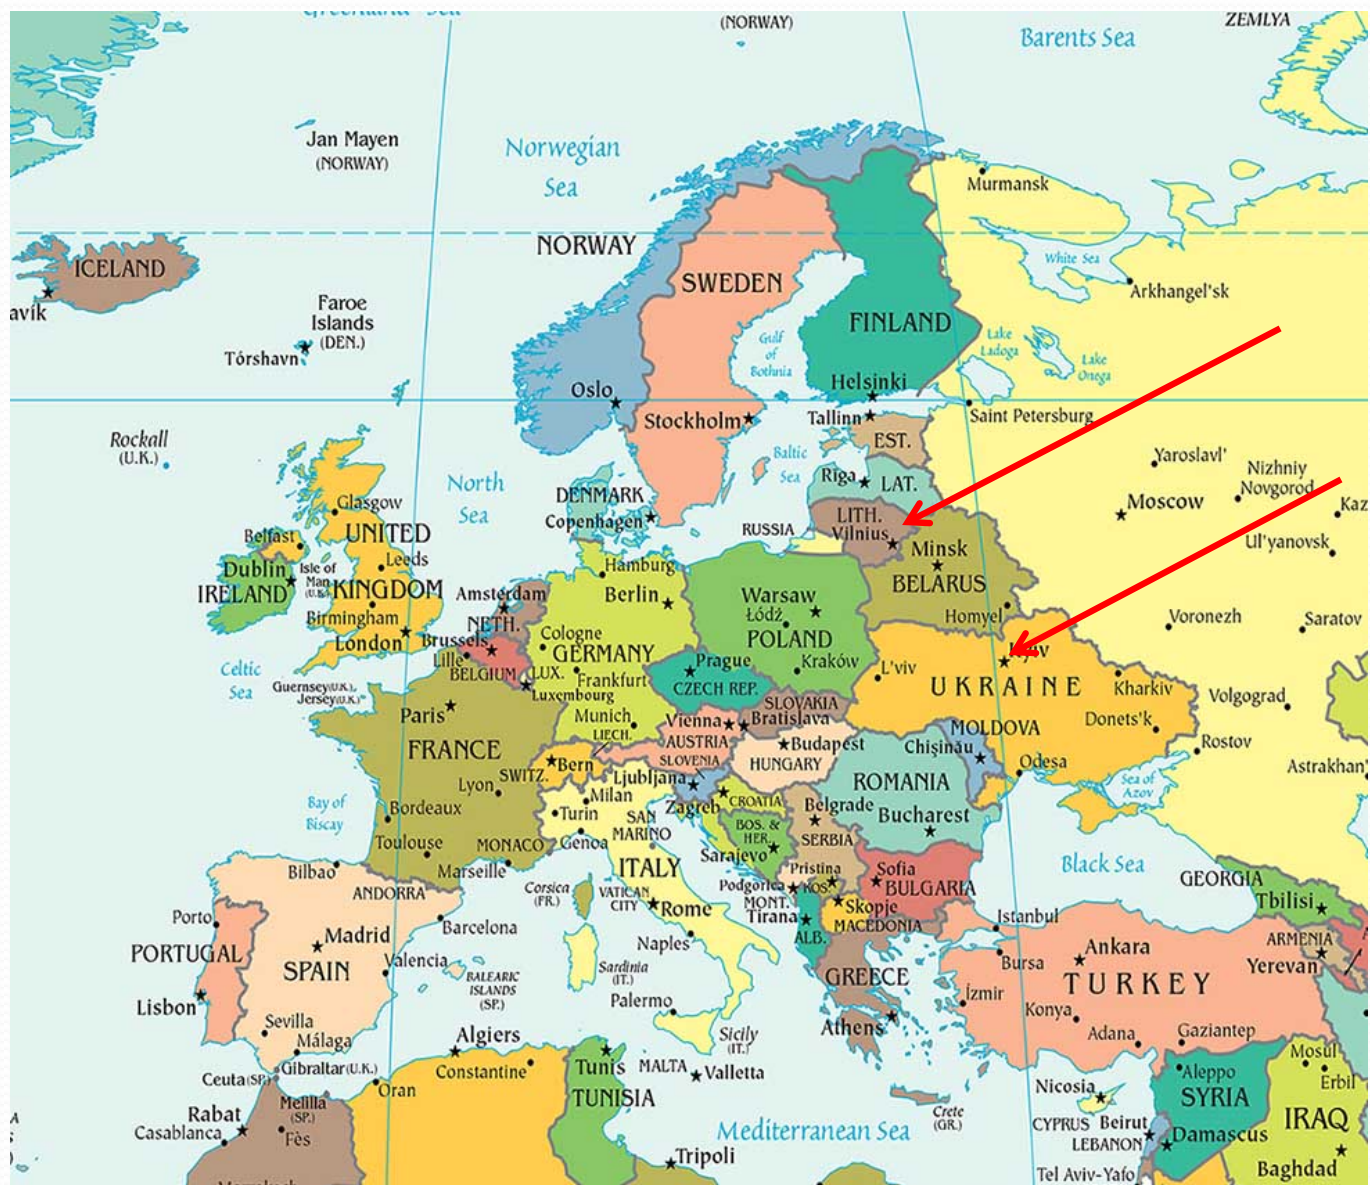 Greenland Sea
(NORWAY)
ZEMLYA
Barents Sea
Jan Mayen
(NORWAY)
Norwegian
Sea
Murmansk
NORWAY
White Sea
ICELAND
SWEDEN
Arkhangel'sk
avík
Faroe
Islands
(DEN.)
FINLAND
Tórshavn
Gulf
of
Bothnia
Lake
Ladoga
Lake
Onega
Oslo
Helsinki
Stockholm
Tallinn
Saint Petersburg
Rockall
(U.K.)
EST.
Baltic
Sea
Yaroslavl'
Riga
LAT.
Nizhniy
Novgorod
North
Sea
DENMARK
Copenhagen
Glasgow
Moscow
Kaz
UNITED
KINGDOM
LITH.
Vilnius
RUSSIA
Belfast
Ul'yanovsk
Minsk
BELARUS
Leeds
Dublin
IRELAND
Isle of
Man
(U.K.)
Hamburg
Amsterdam
NETH.
Berlin
Warsaw
Łódź
POLAND
Birmingham
London
Homyel
Voronezh
Saratov
Brussels
BELGIUM
Cologne
GERMANY
Lille
LUX.
Luxembourg
Frankfurt
Prague
CZECH REP.
Kraków
L'viv
UKRAINE
Kharkiv
Celtic
Sea
Guernsey (U.K.)
Jersey (U.K.)
Volgograd
SLOVAKIA
Bratislava
Paris
FRANCE
Munich
LIECH.
Vienna
AUSTRIA
MOLDOVA
Donets'k
Chişinău
Budapest
HUNGARY
Rostov
SLOVENIA
Ljubljana
SWITZ.
Bern
Odesa
Astrakhan'
Lyon
ROMANIA
Sea of
Azov
Milan
Turin
Zagreb
CROATIA
Belgrade
SERBIA
Bucharest
Bay of
Biscay
Bordeaux
SAN
MARINO
BOS. &
HER.
Toulouse
MONACO
Genoa
Sarajevo
Black Sea
Bilbao
Marseille
ITALY
Pristina
KOS.
Sofia
BULGARIA
GEORGIA
Tbilisi
ANDORRA
Corsica
(FR.)
VATICAN
CITY
Rome
Podgorica
MONT.
Skopje
MACEDONIA
Tirana
ALB.
Porto
Barcelona
Istanbul
PORTUGAL
Madrid
SPAIN
Naples
Ankara
ARMENIA
Yerevan
A
Valencia
BALEARIC
ISLANDS
(SP.)
Sardinia
(IT.)
GREECE
Bursa
TURKEY
Lisbon
Palermo
İzmir
Konya
Sevilla
Málaga
Algiers
Sicily
(IT.)
Athens
Adana
Gaziantep
Gibraltar (U.K.)
Ceuta (SP.)
Constantine
Tunis
TUNISIA
MALTA
Valletta
Aleppo
SYRIA
Mosul
Erbil
Oran
Nicosia
CYPRUS
Rabat
Melilla
(SP.)
Crete
(GR.)
Beirut
LEBANON
IRAQ
Casablanca
Fès
Mediterranean Sea
Damascus
Tripoli
Tel Aviv-Yafo
Baghdad